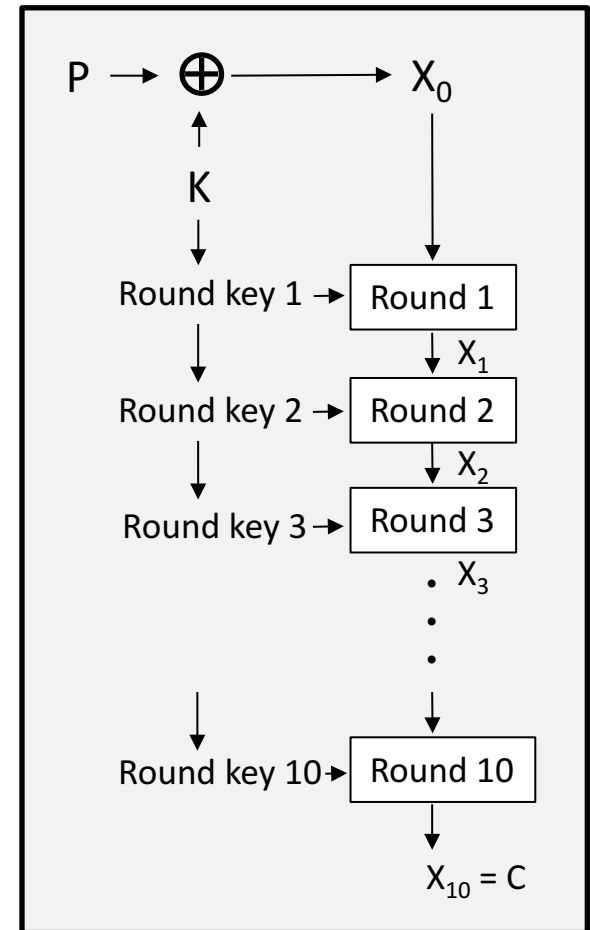 P ⊕ X₀
K
Round key 1 Round 1
X₁
Round key 2 Round 2
X₂
Round key 3 Round 3
X₃
Round key 10 Round 10
X₁₀ = C